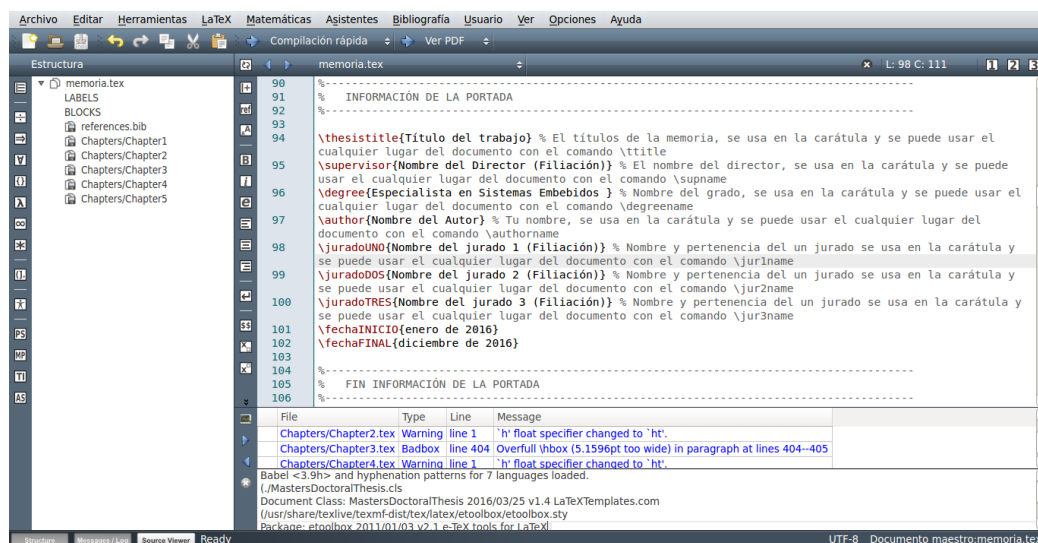 Archivo Editar Herramientas LaTeX Matemáticas Asistentes Bibliografía Usuario Ver Opciones Ayuda
Compilación rápida Ver PDF
Estructura memoria.tex L: 98 C: 111 1 2 3
memoria.tex
LABELS
BLOCKS
references.bib
Chapters/Chapter1
Chapters/Chapter2
Chapters/Chapter3
Chapters/Chapter4
Chapters/Chapter5
90 %---------------------------------------------------------------------------------------
91 % INFORMACIÓN DE LA PORTADA
92 %---------------------------------------------------------------------------------------
93
94 \thesistitle{Título del trabajo} % El títulos de la memoria, se usa en la carátula y se puede usar el
cualquier lugar del documento con el comando \ttitle
95 \supervisor{Nombre del Director (Filiación)} % El nombre del director, se usa en la carátula y se puede
usar el cualquier lugar del documento con el comando \supname
96 \degree{Especialista en Sistemas Embebidos } % Nombre del grado, se usa en la carátula y se puede usar el
cualquier lugar del documento con el comando \degreename
97 \author{Nombre del Autor} % Tu nombre, se usa en la carátula y se puede usar el cualquier lugar del
documento con el comando \authorname
98 \juradoUNO{Nombre del jurado 1 (Filiación)} % Nombre y pertenencia del un jurado se usa en la carátula y
se puede usar el cualquier lugar del documento con el comando \jur1name
99 \juradoDOS{Nombre del jurado 2 (Filiación)} % Nombre y pertenencia del un jurado se usa en la carátula y
se puede usar el cualquier lugar del documento con el comando \jur2name
100 \juradoTRES{Nombre del jurado 3 (Filiación)} % Nombre y pertenencia del un jurado se usa en la carátula y
se puede usar el cualquier lugar del documento con el comando \jur3name
101 \fechaINICIO{enero de 2016}
102 \fechaFINAL{diciembre de 2016}
103
104 %---------------------------------------------------------------------------------------
105 % FIN INFORMACIÓN DE LA PORTADA
106 %---------------------------------------------------------------------------------------
File Type Line Message
Chapters/Chapter2.tex Warning line 1 `h' float specifier changed to `ht'.
Chapters/Chapter3.tex Badbox line 404 Overfull \hbox (5.1596pt too wide) in paragraph at lines 404--405
Chapters/Chapter4.tex Warning line 1 `h' float specifier changed to `ht'.
Babel <3.9h> and hyphenation patterns for 7 languages loaded.
(./MastersDoctoralThesis.cls
Document Class: MastersDoctoralThesis 2016/03/25 v1.4 LaTeXTemplates.com
(/usr/share/texlive/texmf-dist/tex/latex/etoolbox/etoolbox.sty
Package: etoolbox 2011/01/03 v2.1 e-TeX tools for LaTeX
Structure Messages / Log Source Viewer Ready UTF-8 Documento maestro:memoria.tex